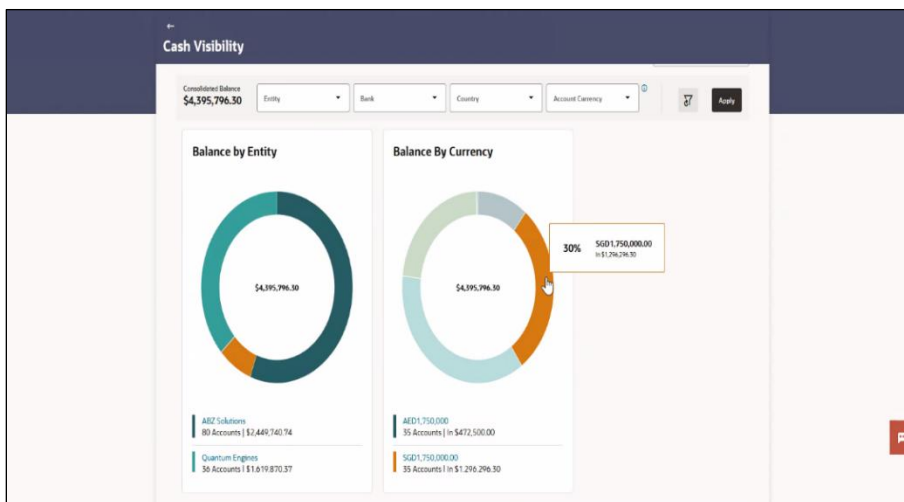 Cash Visibility
Consolidated Balance
$4,395,796.30
Entity
Bank
Country
Account Currency
Apply
Balance by Entity
Balance By Currency
30% SGD1,750,000.00
In $1,296,296.30
$4,395,796.30
$4,395,796.30
ABZ Solutions
80 Accounts | $2,449,740.74
Quantum Engines
36 Accounts | $1,619,870.37
AED1,750,000
35 Accounts | In $472,500.00
SGD1,750,000.00
35 Accounts | In $1,296,296.30